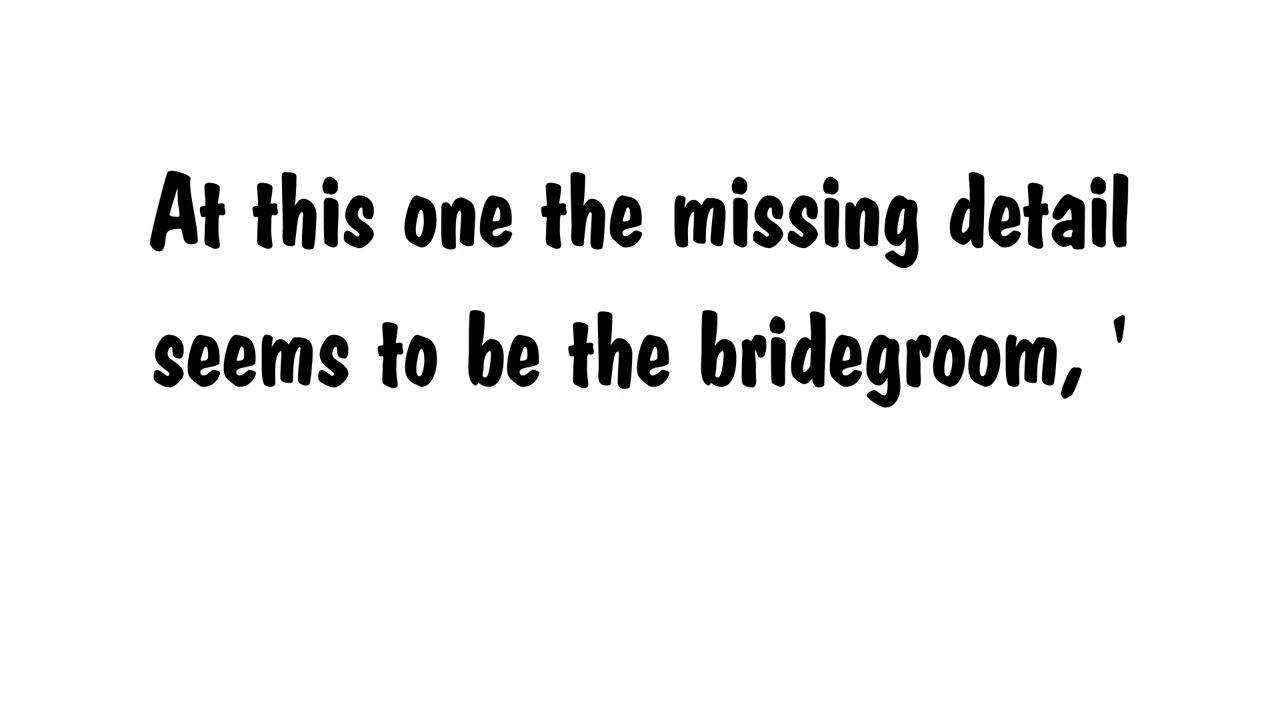 At this one the missing detail
seems to be the bridegroom, '